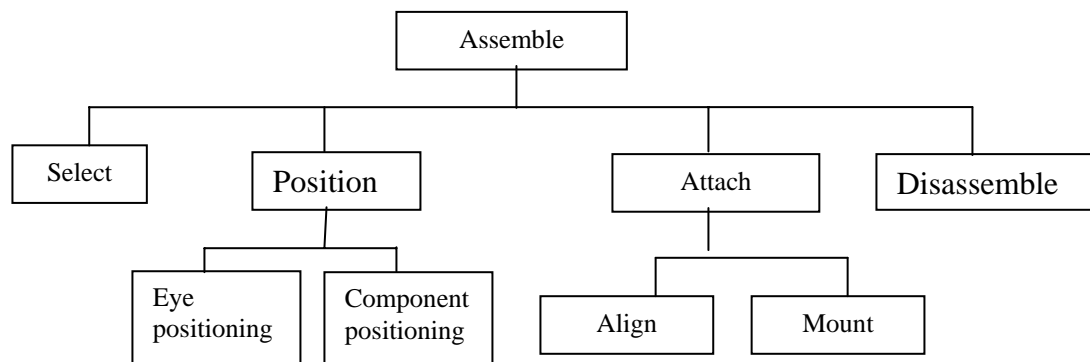 Assemble
Select
Position
Attach
Disassemble
Eye
positioning
Component
positioning
Align
Mount